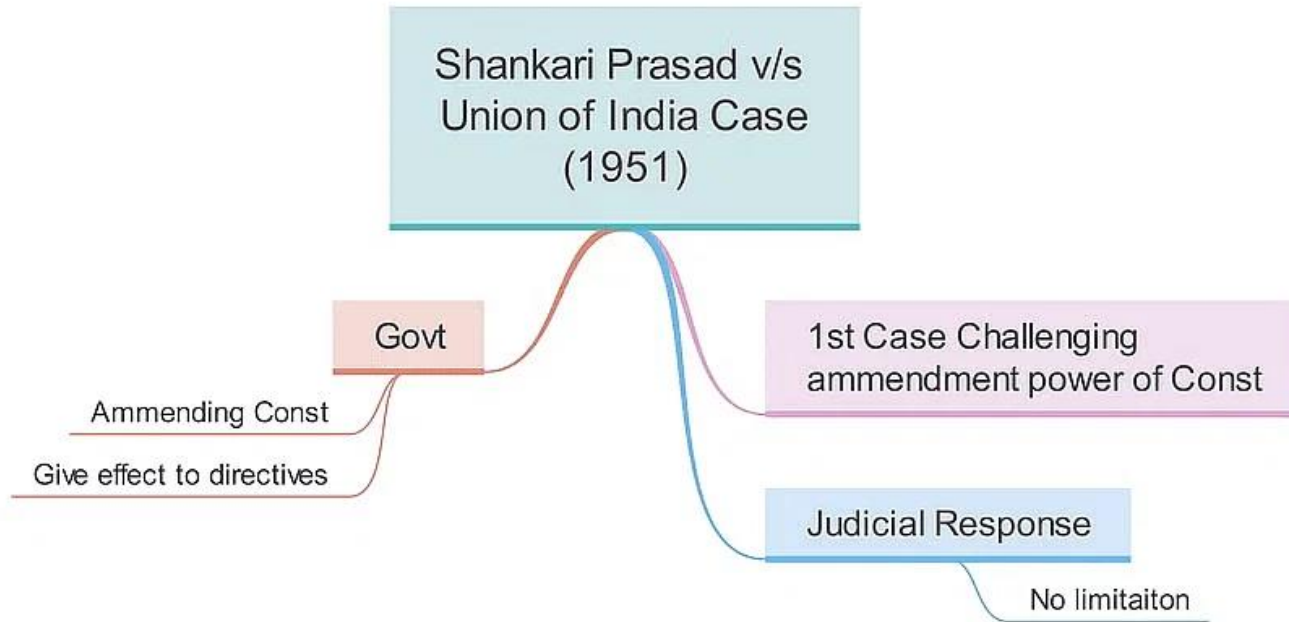 Shankari Prasad v/s
Union of India Case
(1951)
Govt
Ammending Const
Give effect to directives
1st Case Challenging
ammendment power of Const
Judicial Response
No limitaiton